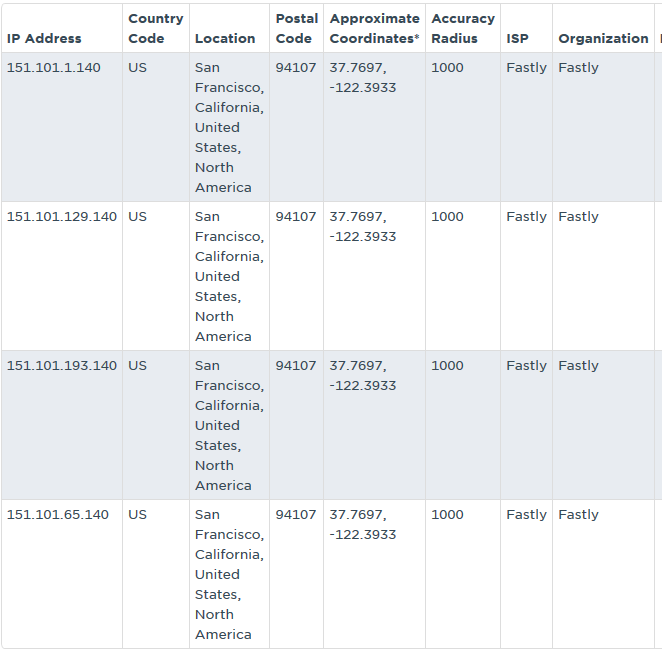 IP Address Country Code Location Postal Code Approximate Coordinates* Accuracy Radius ISP Organization
151.101.1.140 US San Francisco, California, United States, North America 94107 37.7697, -122.3933 1000 Fastly Fastly
151.101.129.140 US San Francisco, California, United States, North America 94107 37.7697, -122.3933 1000 Fastly Fastly
151.101.193.140 US San Francisco, California, United States, North America 94107 37.7697, -122.3933 1000 Fastly Fastly
151.101.65.140 US San Francisco, California, United States, North America 94107 37.7697, -122.3933 1000 Fastly Fastly